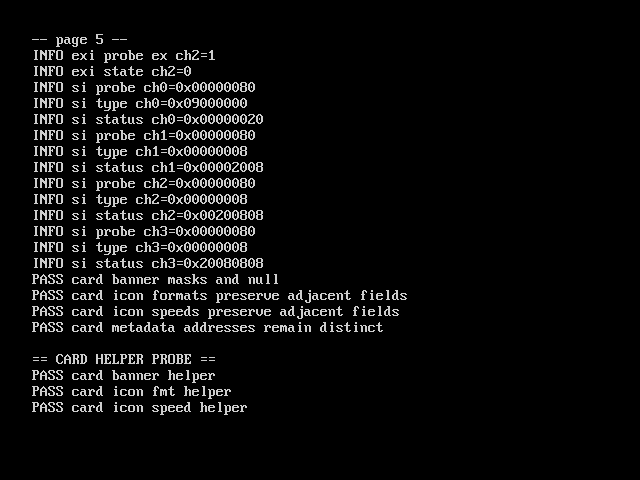 -- page 5 --
INFO exi probe ex ch2=1
INFO exi state ch2=0
INFO si probe ch0=0x00000080
INFO si type ch0=0x09000000
INFO si status ch0=0x00000020
INFO si probe ch1=0x00000080
INFO si type ch1=0x00000008
INFO si status ch1=0x00002008
INFO si probe ch2=0x00000080
INFO si type ch2=0x00000008
INFO si status ch2=0x00200808
INFO si probe ch3=0x00000080
INFO si type ch3=0x00000008
INFO si status ch3=0x20080808
PASS card banner masks and null
PASS card icon formats preserve adjacent fields
PASS card icon speeds preserve adjacent fields
PASS card metadata addresses remain distinct
== CARD HELPER PROBE ==
PASS card banner helper
PASS card icon fmt helper
PASS card icon speed helper